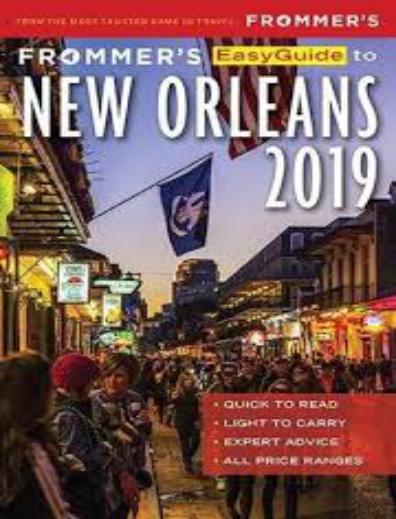 FROM THE MOST TRUSTED NAME IN TRAVEL FROMMER'S
FROMMER'S EasyGuide to
NEW ORLEANS
2019
• QUICK TO READ
• LIGHT TO CARRY
• EXPERT ADVICE
• ALL PRICE RANGES